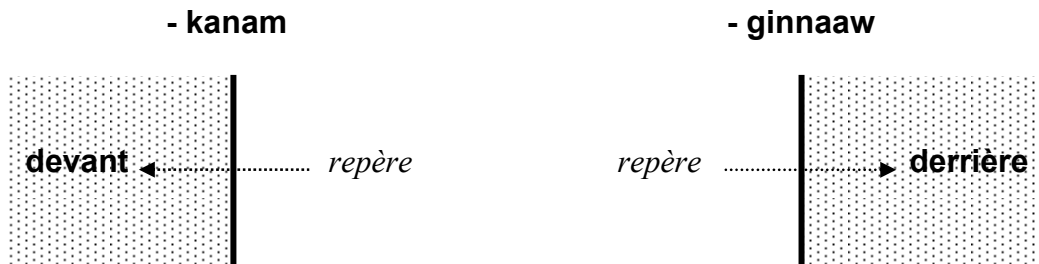 - kanam
- ginnaaw
devant repère
repère derrière